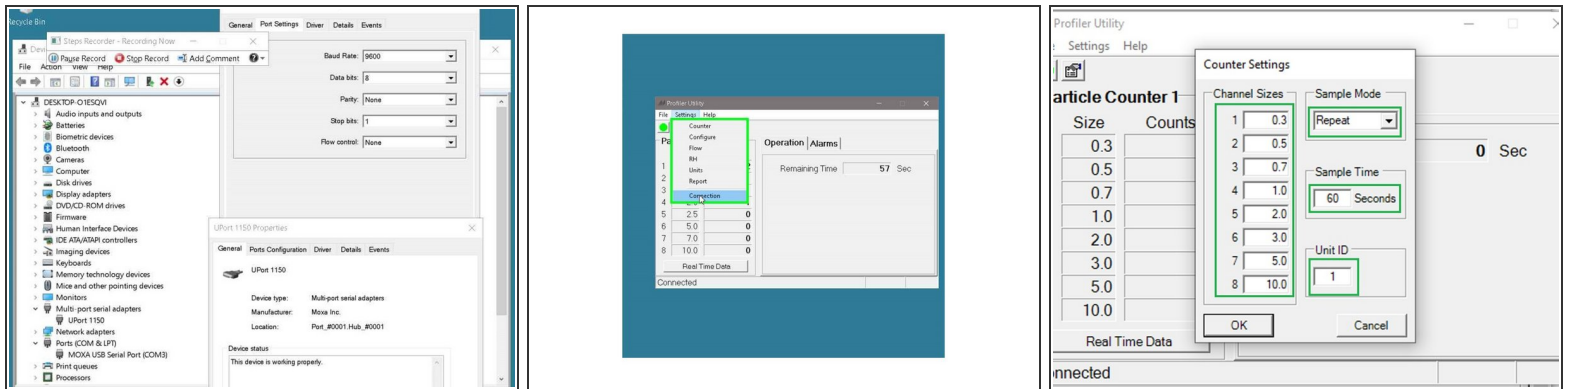 Recycle Bin
General Port Settings Driver Details Events
Steps Recorder - Recording Now
Pause Record Stop Record Add Comment
File Action View Help
Baud Rate: 9600
Data bits: 8
Parity: None
Stop bits: 1
Flow control: None
DESKTOP-O1ESQVI
Audio inputs and outputs
Batteries
Biometric devices
Bluetooth
Cameras
Computer
Disk drives
Display adapters
DVD/CD-ROM drives
Firmware
Human Interface Devices
IDE ATA/ATAPI controllers
Imaging devices
Keyboards
Memory technology devices
Mice and other pointing devices
Monitors
Multi-port serial adapters
UPort 1150
Network adapters
Ports (COM & LPT)
MOXA USB Serial Port (COM3)
Print queues
Processors
UPort 1150 Properties
General Ports Configuration Driver Details Events
UPort 1150
Device type: Multi-port serial adapters
Manufacturer: Moxa Inc.
Location: Port_#0001.Hub_#0001
Device status
This device is working properly.
Profiler Utility
File Settings Help
Counter
Configure
Flow
RH
Units
Report
Connection
Operation Alarms
Remaining Time 57 Sec
1
2
3
4
5 2.5 0
6 5.0 0
7 7.0 0
8 10.0 0
Real Time Data
Connected
Profiler Utility
Settings Help
article Counter 1
Size Counts
0.3
0.5
0.7
1.0
2.0
3.0
5.0
10.0
Real Time Data
onnected
0 Sec
Counter Settings
Channel Sizes
1 0.3
2 0.5
3 0.7
4 1.0
5 2.0
6 3.0
7 5.0
8 10.0
Sample Mode
Repeat
Sample Time
60 Seconds
Unit ID
1
OK Cancel